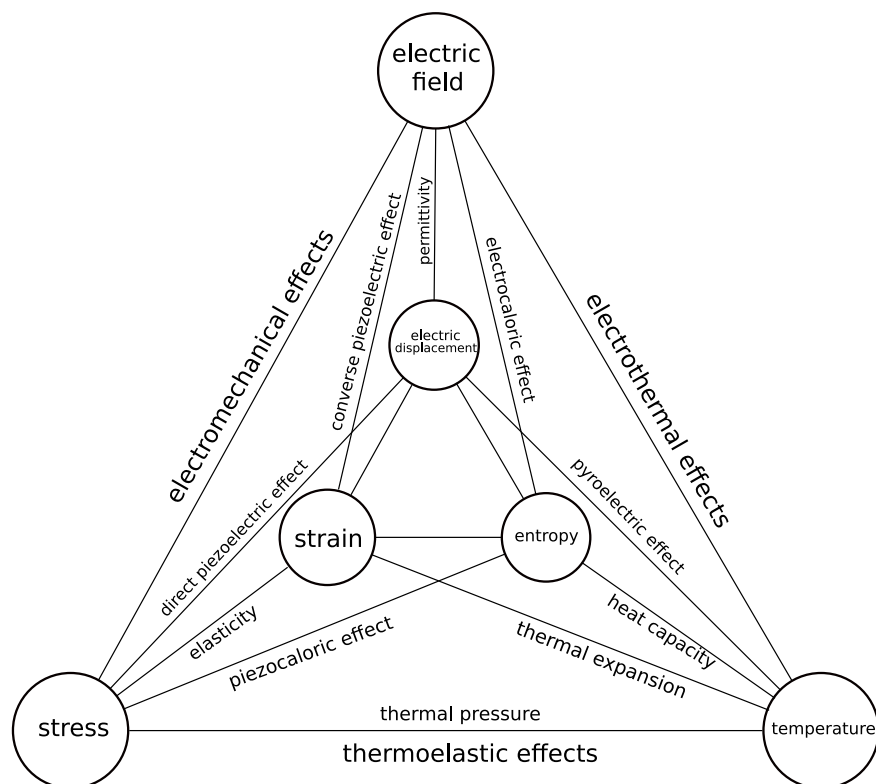 electric
field
permittivity
converse piezoelectric effect
electrocaloric effect
electromechanical effects
electrothermal effects
electric
displacement
direct piezoelectric effect
pyroelectric effect
strain
entropy
elasticity
heat capacity
piezocaloric effect
thermal expansion
stress
thermal pressure
temperature
thermoelastic effects